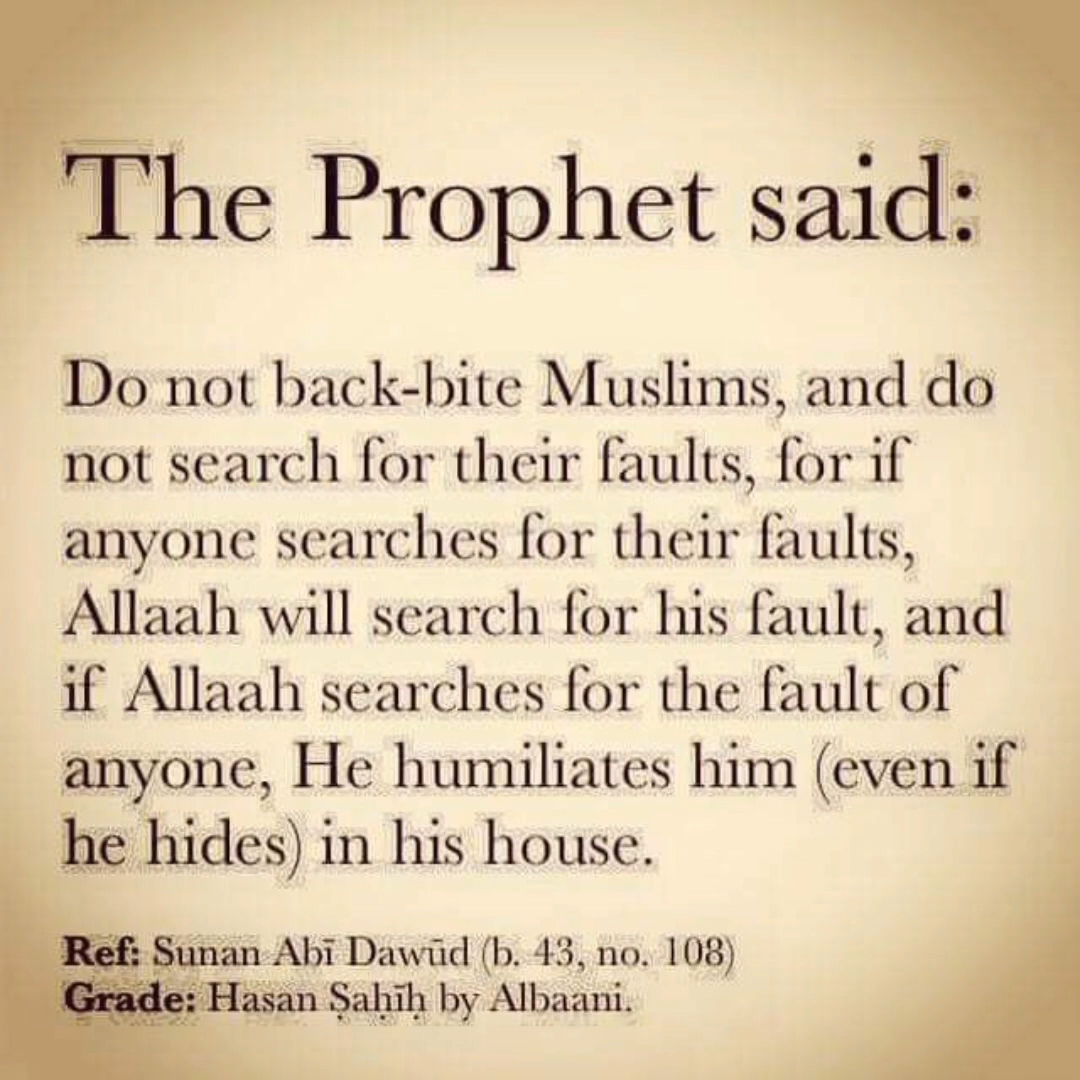 The Prophet said:
Do not back-bite Muslims, and do
not search for their faults, for if
anyone searches for their faults,
Allaah will search for his fault, and
if Allaah searches for the fault of
anyone, He humiliates him (even if
he hides) in his house.
Ref: Sunan Abī Dawūd (b. 43, no. 108)
Grade: Hasan Ṣaḥīḥ by Albaani.